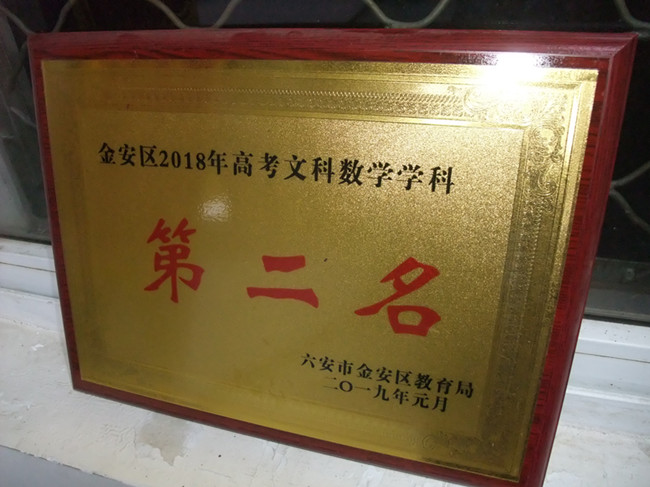 金安区2018年高考文科数学学科
第二名
六安市金安区教育局
二〇一九年元月